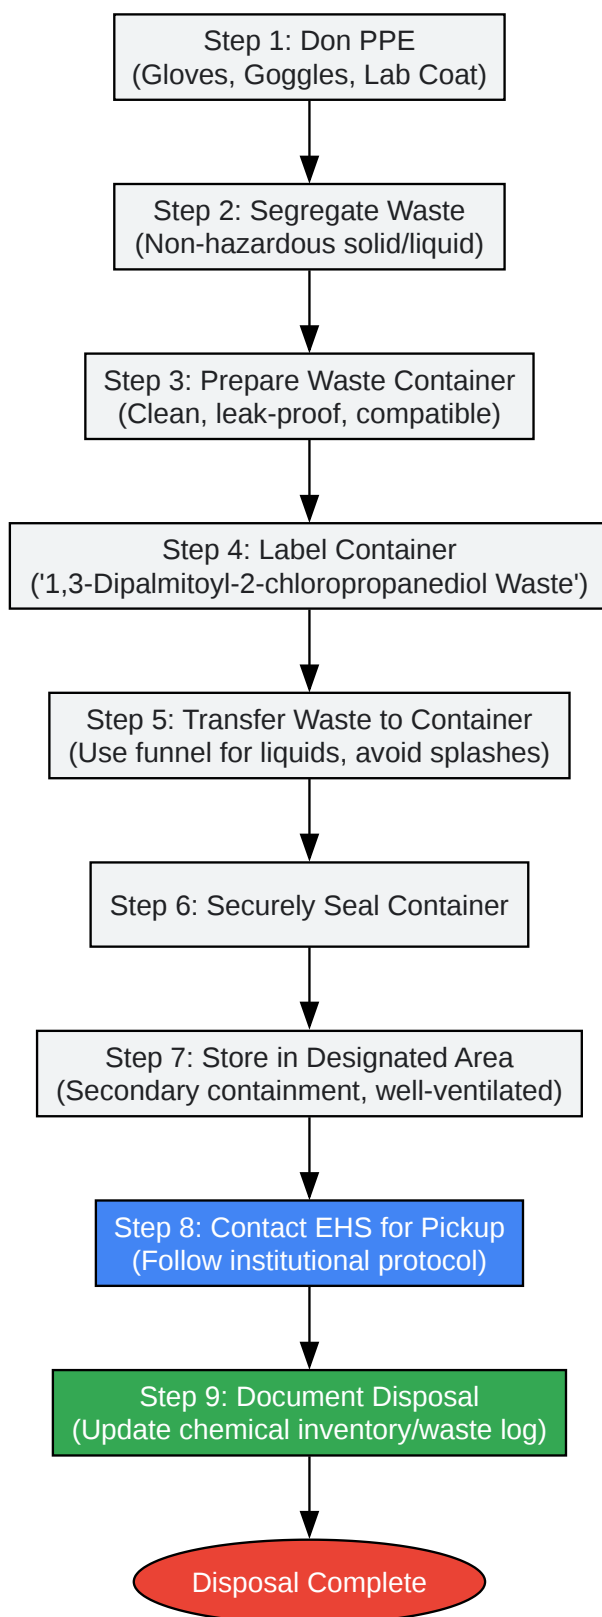 Step 1: Don PPE
(Gloves, Goggles, Lab Coat)
Step 2: Segregate Waste
(Non-hazardous solid/liquid)
Step 3: Prepare Waste Container
(Clean, leak-proof, compatible)
Step 4: Label Container
('1,3-Dipalmitoyl-2-chloropropanediol Waste')
Step 5: Transfer Waste to Container
(Use funnel for liquids, avoid splashes)
Step 6: Securely Seal Container
Step 7: Store in Designated Area
(Secondary containment, well-ventilated)
Step 8: Contact EHS for Pickup
(Follow institutional protocol)
Step 9: Document Disposal
(Update chemical inventory/waste log)
Disposal Complete